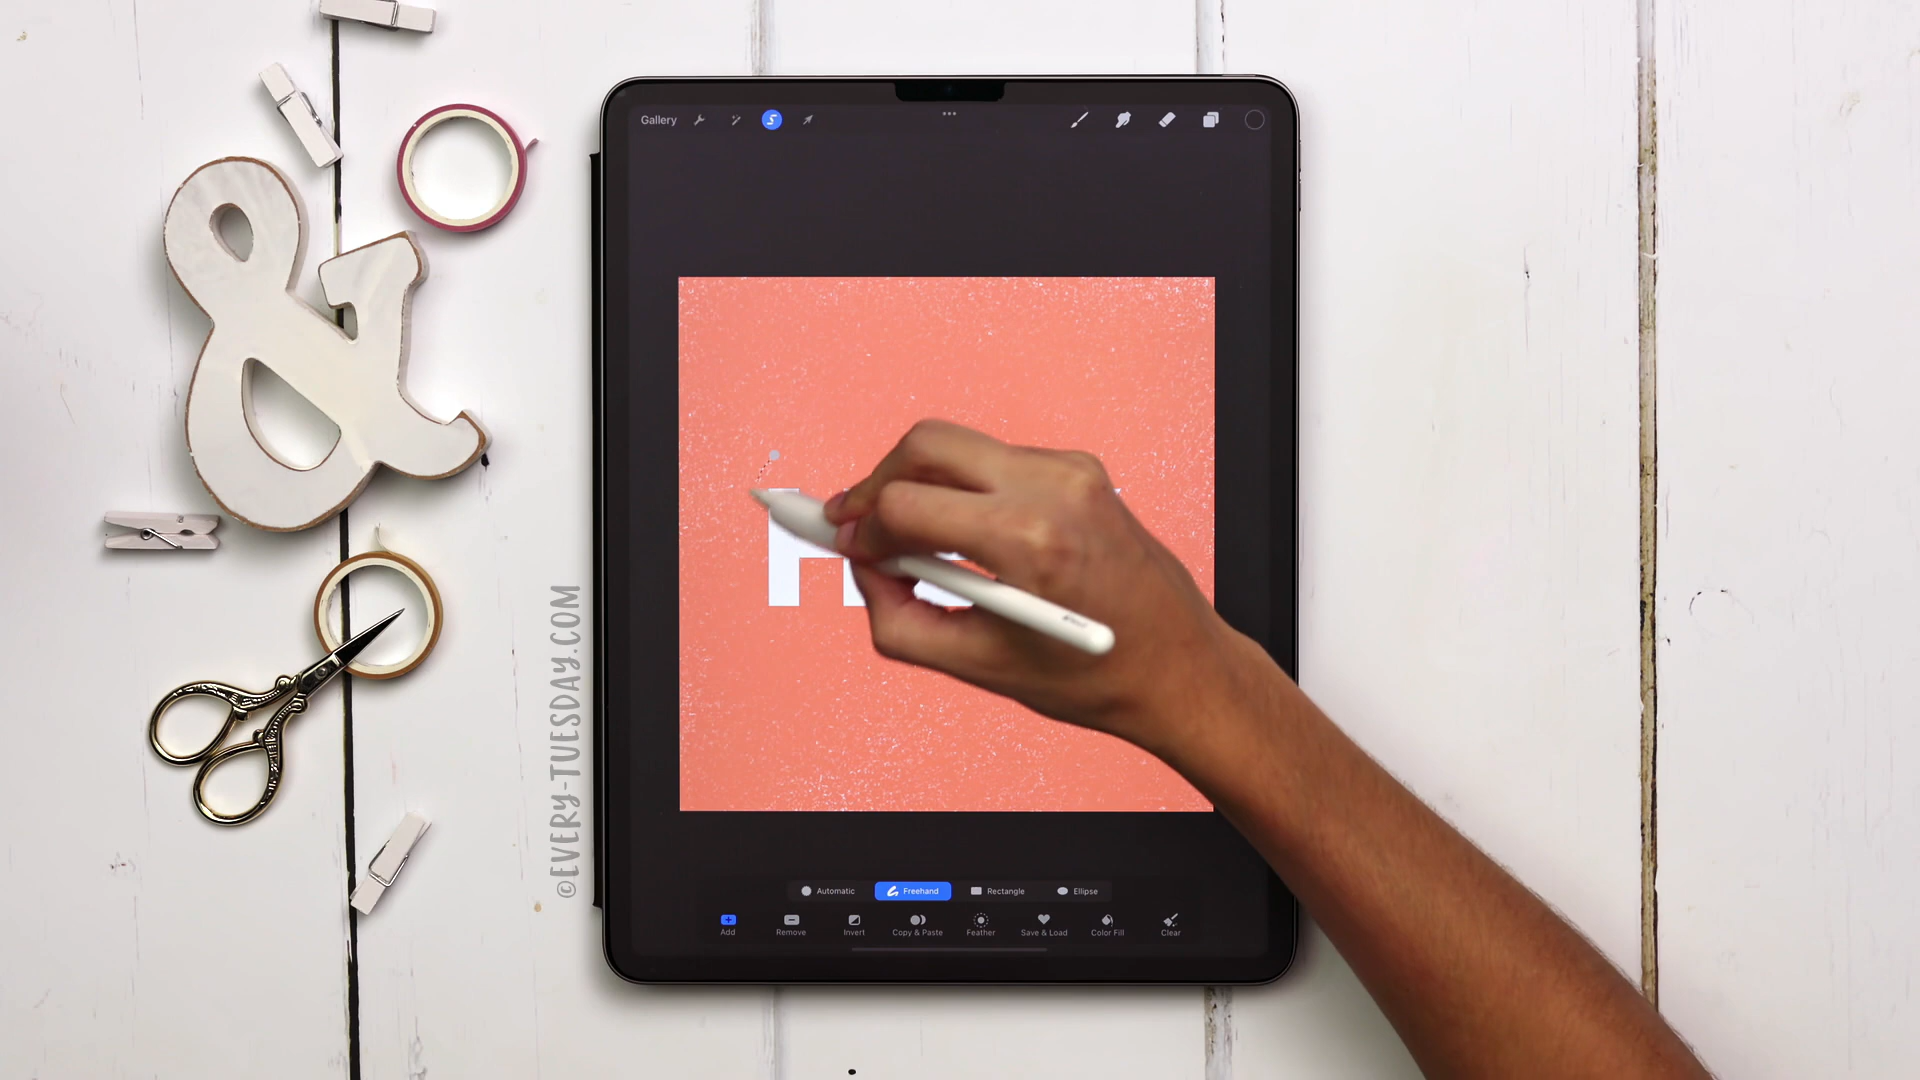 Gallery
©EVERY-TUESDAY.COM
Automatic
Freehand
Rectangle
Ellipse
Add
Remove
Invert
Copy & Paste
Feather
Save & Load
Color Fill
Clear